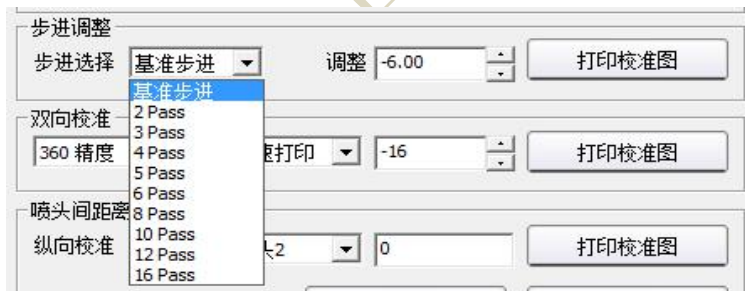 步进调整
步进选择 基准步进 调整 -6.00 打印校准图
基准步进
2 Pass
双向校准
3 Pass
360 精度 4 Pass 打印 -16 打印校准图
5 Pass
6 Pass
喷头间距离 8 Pass
10 Pass
纵向校准 12 Pass 头2 0 打印校准图
16 Pass